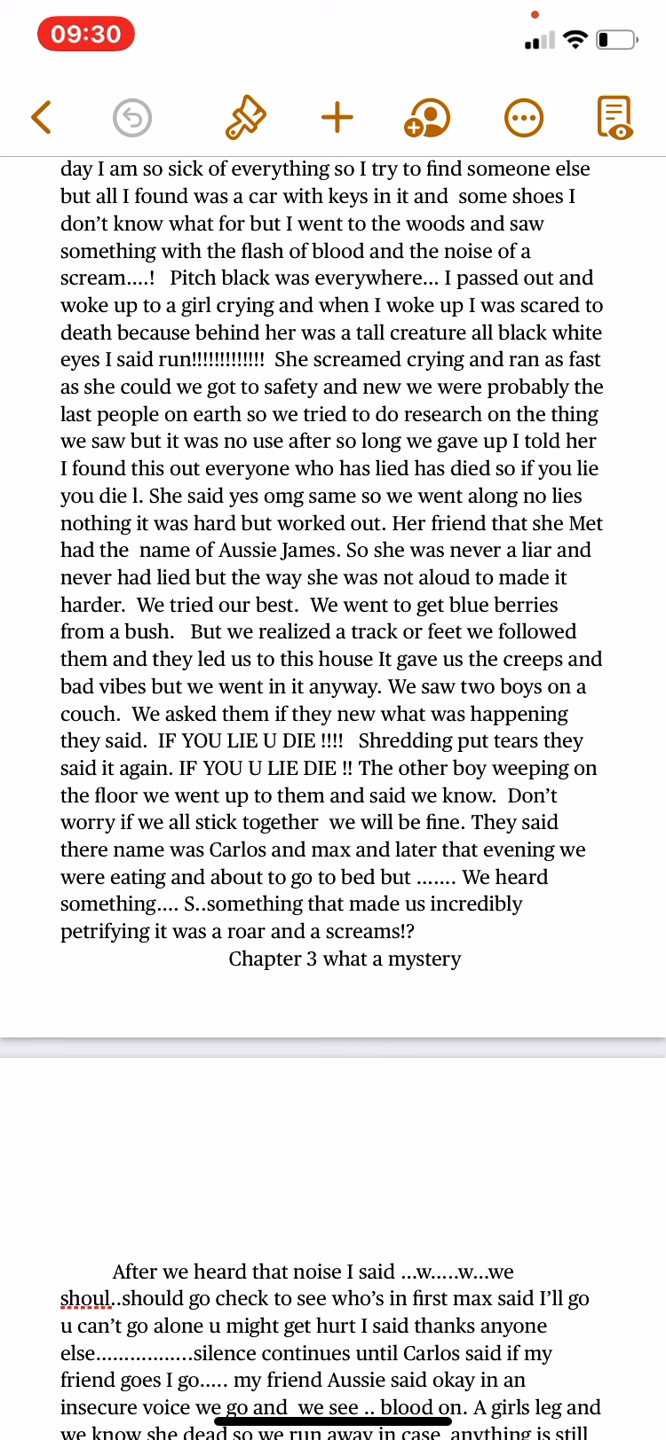 09:30
day I am so sick of everything so I try to find someone else
but all I found was a car with keys in it and  some shoes I
don’t know what for but I went to the woods and saw
something with the flash of blood and the noise of a
scream....!   Pitch black was everywhere... I passed out and
woke up to a girl crying and when I woke up I was scared to
death because behind her was a tall creature all black white
eyes I said run!!!!!!!!!!!!!  She screamed crying and ran as fast
as she could we got to safety and new we were probably the
last people on earth so we tried to do research on the thing
we saw but it was no use after so long we gave up I told her
I found this out everyone who has lied has died so if you lie
you die l. She said yes omg same so we went along no lies
nothing it was hard but worked out. Her friend that she Met
had the  name of Aussie James. So she was never a liar and
never had lied but the way she was not aloud to made it
harder.  We tried our best.  We went to get blue berries
from a bush.   But we realized a track or feet we followed
them and they led us to this house It gave us the creeps and
bad vibes but we went in it anyway. We saw two boys on a
couch.  We asked them if they new what was happening
they said.  IF YOU LIE U DIE !!!!   Shredding put tears they
said it again. IF YOU U LIE DIE !! The other boy weeping on
the floor we went up to them and said we know.  Don’t
worry if we all stick together  we will be fine. They said
there name was Carlos and max and later that evening we
were eating and about to go to bed but ....... We heard
something.... S..something that made us incredibly
petrifying it was a roar and a screams!?
Chapter 3 what a mystery
After we heard that noise I said ...w.....w...we
shoul..should go check to see who’s in first max said I’ll go
u can’t go alone u might get hurt I said thanks anyone
else.................silence continues until Carlos said if my
friend goes I go..... my friend Aussie said okay in an
insecure voice we go and  we see .. blood on. A girls leg and
we know she dead so we run away in case  anything is still